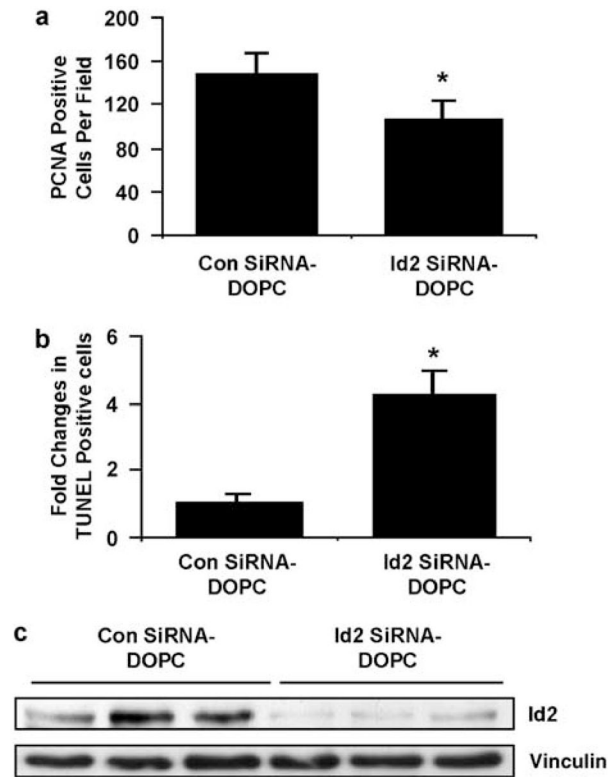 a
PCNA Positive
Cells Per Field
200
160
120
80
40
0
*
Con SiRNA-
DOPC
Id2 SiRNA-
DOPC
b
Fold Changes in
TUNEL Positive cells
6
4
2
0
*
Con SiRNA-
DOPC
Id2 SiRNA-
DOPC
c
Con SiRNA-
DOPC
Id2 SiRNA-
DOPC
Id2
Vinculin